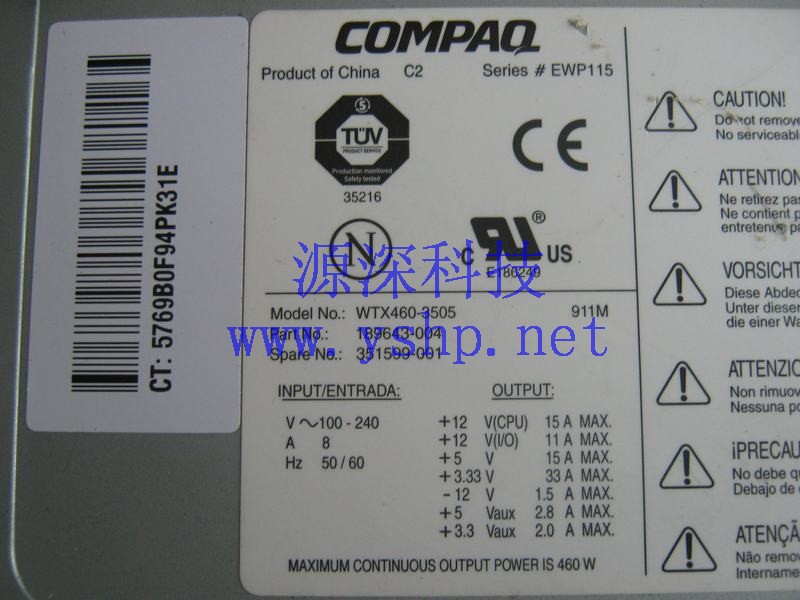 CT: 5769B0F94PK31E
COMPAQ
Product of China C2 Series # EWP115
S
TÜV
PRODUCT SERVICE
Production monitored
Safety tested
35216
CE
N
C UL ® US
E186249
源深科技
www.yshp.net
Model No.: WTX460-3505 911M
Part No.: 189643-004
Spare No.: 351599-001
INPUT/ENTRADA:
V ~100 - 240
A 8
Hz 50 / 60
OUTPUT:
+12 V(CPU) 15 A MAX.
+12 V(I/O) 11 A MAX.
+5 V 15 A MAX.
+3.33 V 33 A MAX.
- 12 V 1.5 A MAX.
+5 Vaux 2.8 A MAX.
+3.3 Vaux 2.0 A MAX.
MAXIMUM CONTINUOUS OUTPUT POWER IS 460 W
CAUTION!
Do not remove
No serviceabl
ATTENTION
Ne retirez pas
Ne contient p
entretenus pa
VORSICHT
Diese Abdec
Unter dieser
die einer Wa
ATTENZIO
Non rimuov
Nessuna po
¡PRECAU
No debe q
Debajo de
ATENÇÃ
Não remov
Intername